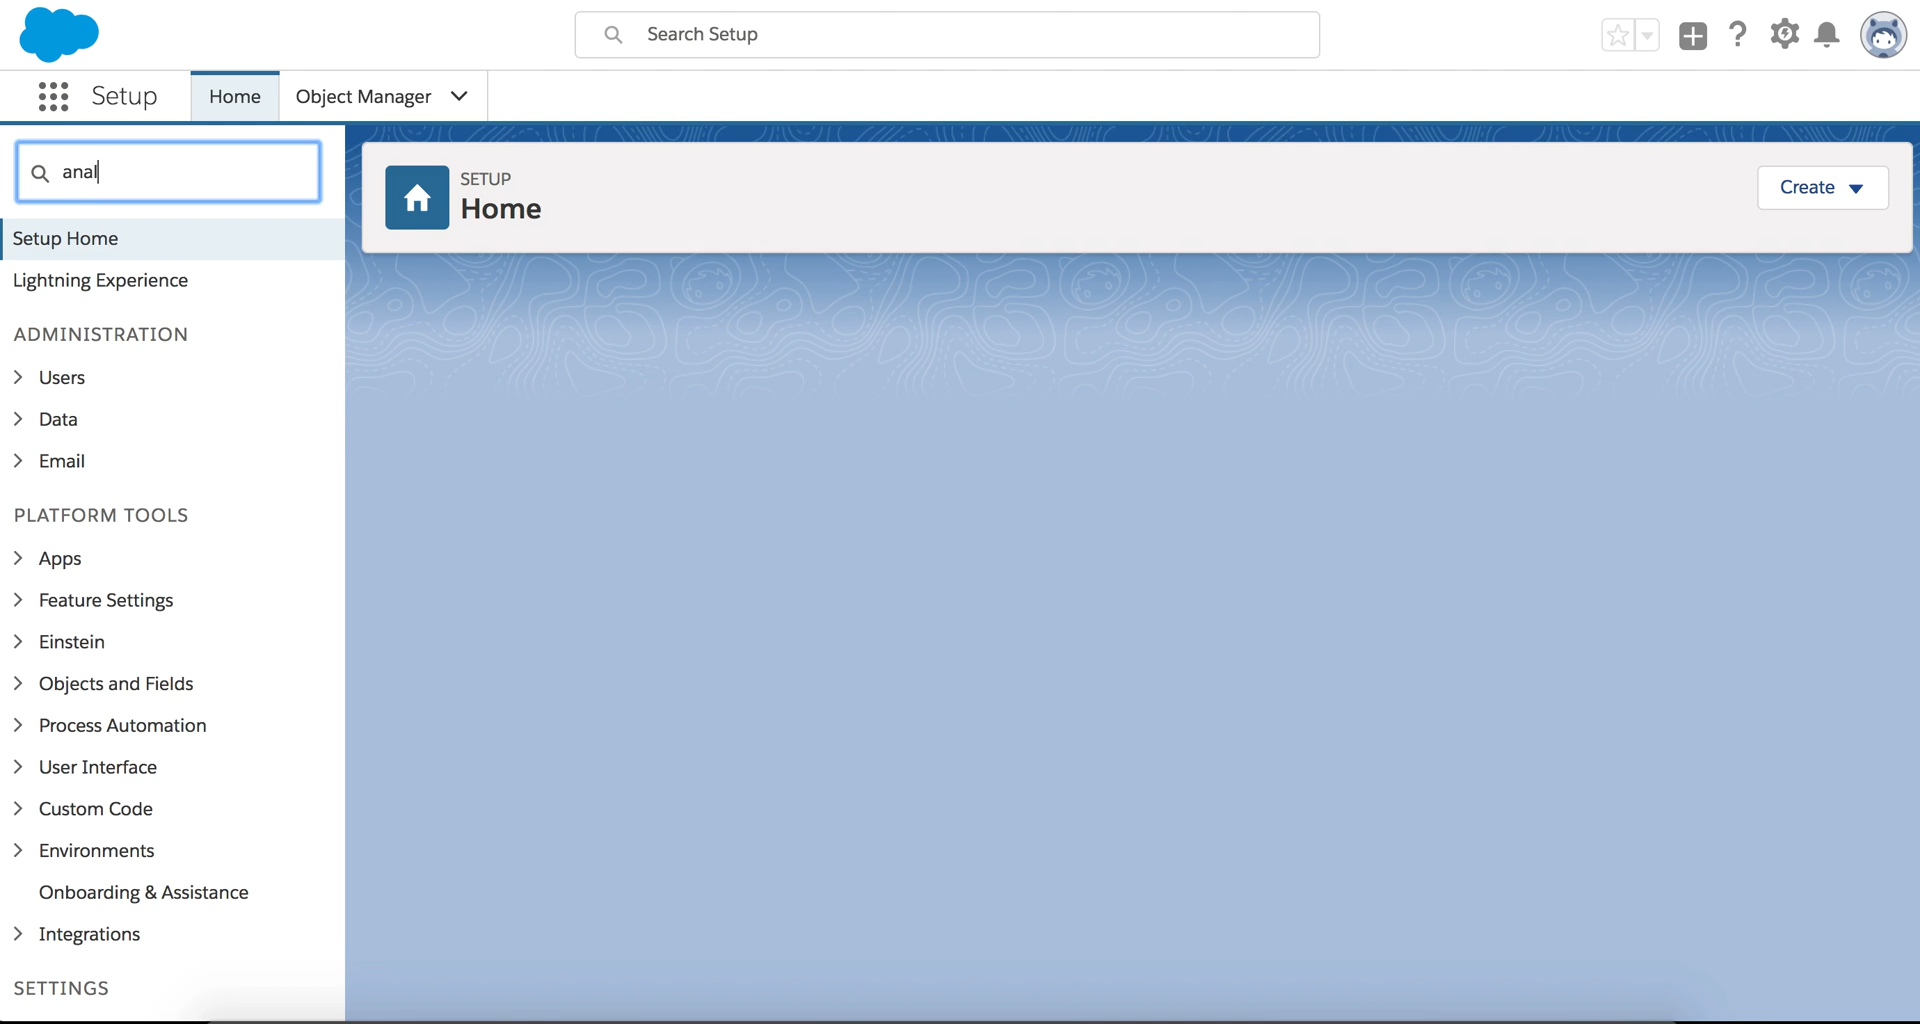 Search Setup
Setup
Home
Object Manager
anal
Setup Home
Lightning Experience
ADMINISTRATION
Users
Data
Email
PLATFORM TOOLS
Apps
Feature Settings
Einstein
Objects and Fields
Process Automation
User Interface
Custom Code
Environments
Onboarding & Assistance
Integrations
SETTINGS
SETUP
Home
Create